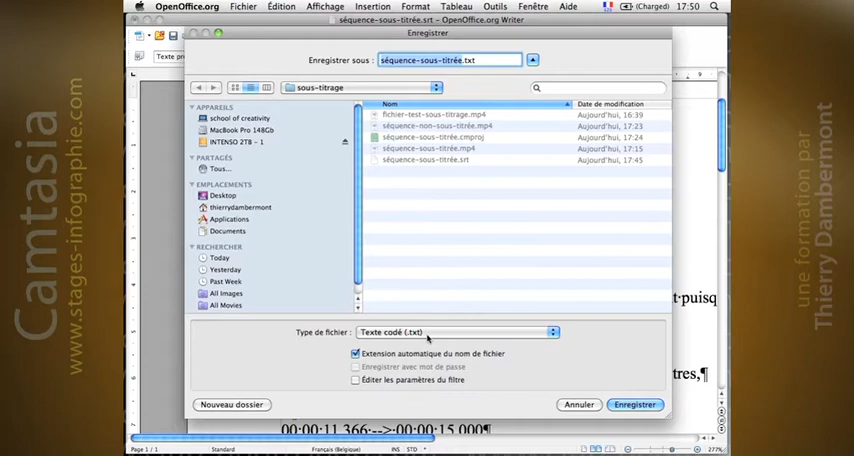 OpenOffice.org Fichier Édition Affichage Insertion Format Tableau Outils Fenêtre Aide (Charged) 17:50
séquence-sous-titrée.srt - OpenOffice.org Writer
Enregistrer
Enregistrer sous : séquence-sous-titrée.txt
sous-titrage
APPAREILS
school of creativity
MacBook Pro 148Gb
INTENSO 2TB - 1
PARTAGÉS
Tous...
EMPLACEMENTS
Desktop
thierrydambermont
Applications
Documents
RECHERCHER
Today
Yesterday
Past Week
All Images
All Movies
Nom Date de modification
fichier-test-sous-titrage.mp4 Aujourd'hui, 16:39
séquence-non-sous-titrée.mp4 Aujourd'hui, 17:23
séquence-sous-titrée.cmproj Aujourd'hui, 17:24
séquence-sous-titrée.mp4 Aujourd'hui, 17:15
séquence-sous-titrée.srt Aujourd'hui, 17:45
Type de fichier : Texte codé (.txt)
Extension automatique du nom de fichier
Enregistrer avec mot de passe
Éditer les paramètres du filtre
Nouveau dossier Annuler Enregistrer
t·puisq
tres,¶
00:00:11,366·-->·00:00:15,000¶
Page 1 / 1 Standard Français (Belgique) INS STD * 277%
Camtasia
www.stages-infographie.com
une formation par
Thierry Dambermont